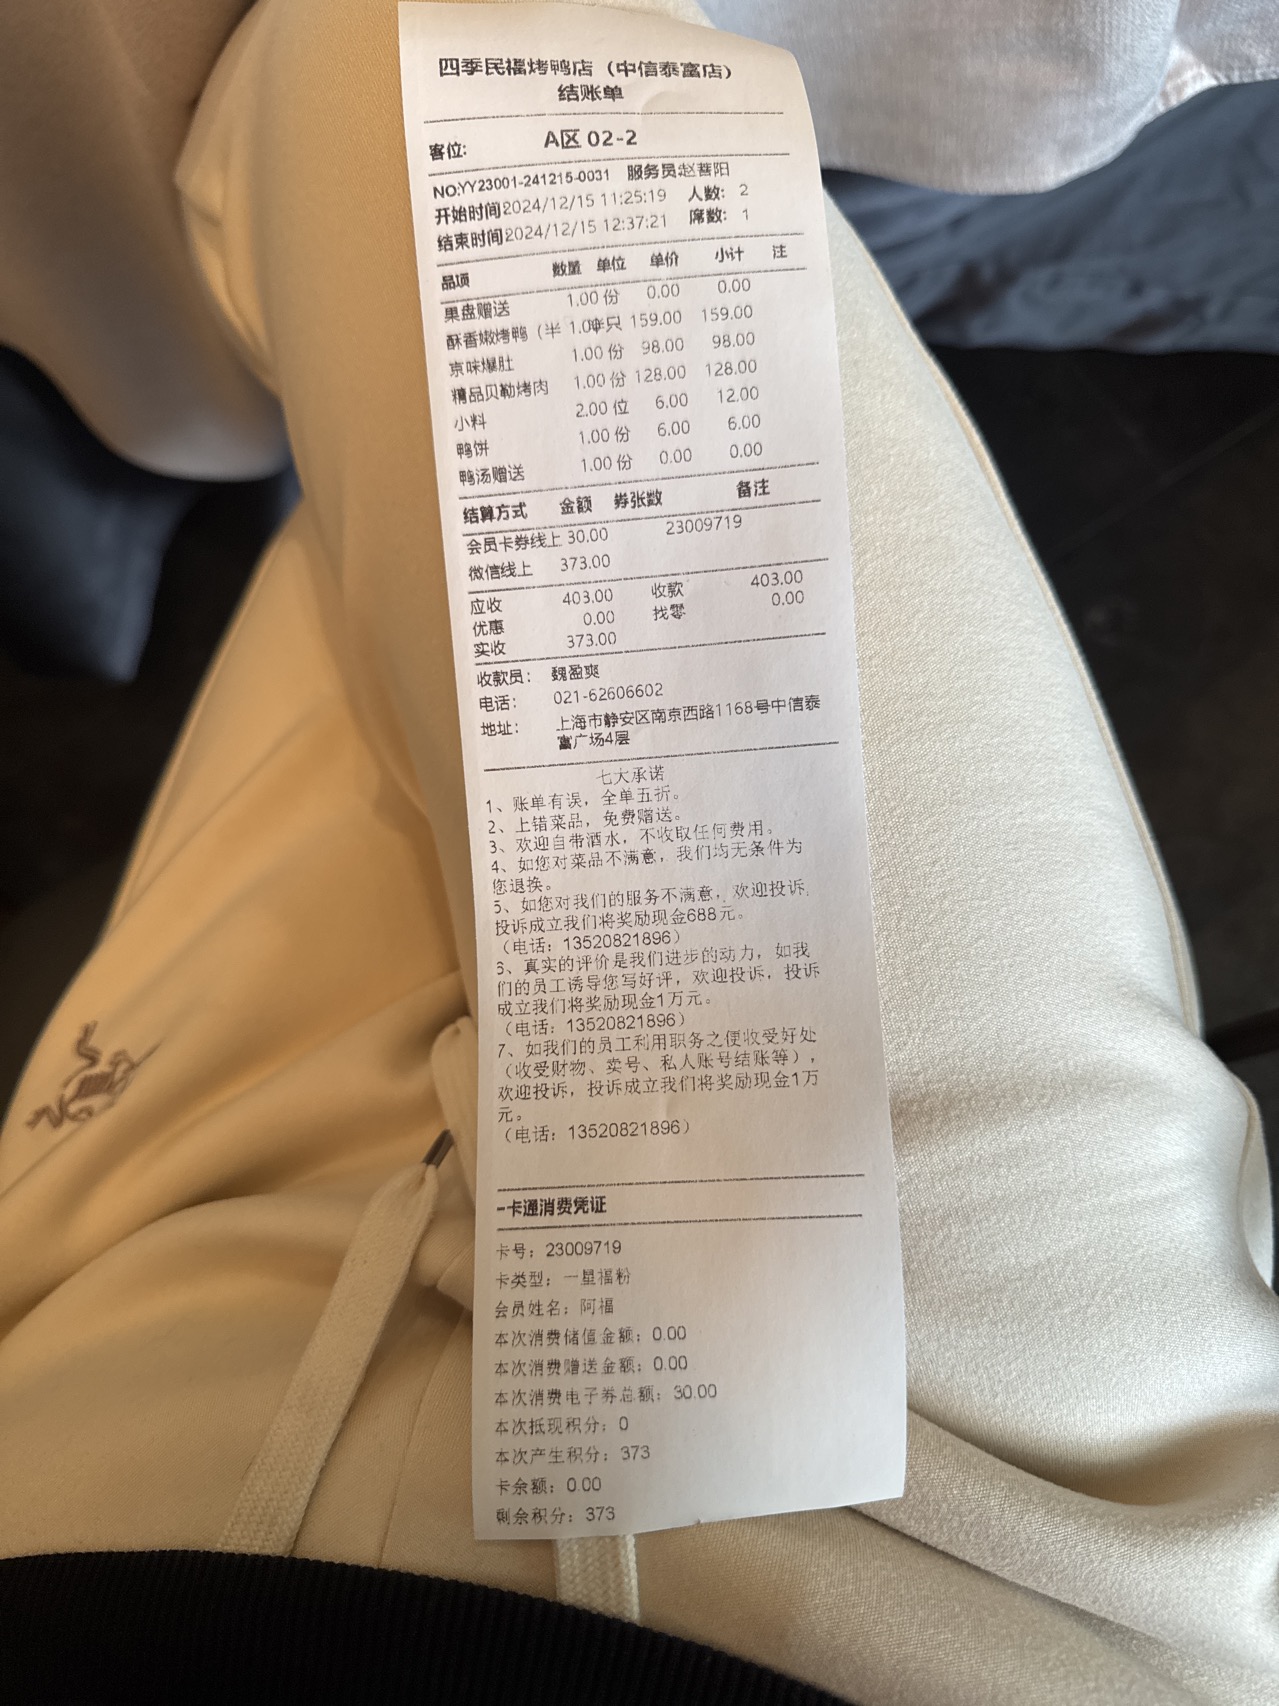 四季民福烤鸭店（中信泰富店）
结账单
客位: A区 02-2
NO:YY23001-241215-0031 服务员:赵菩阳
开始时间2024/12/15 11:25:19 人数: 2
结束时间2024/12/15 12:37:21 席数: 1
品项 数量 单位 单价 小计 注
果盘赠送 1.00 份 0.00 0.00
酥香嫩烤鸭（半 1.00 半只 159.00 159.00
京味爆肚 1.00 份 98.00 98.00
精品贝勒烤肉 1.00 份 128.00 128.00
小料 2.00 位 6.00 12.00
鸭饼 1.00 份 6.00 6.00
鸭汤赠送 1.00 份 0.00 0.00
结算方式 金额 券张数 备注
会员卡券线上 30.00 23009719
微信线上 373.00
应收 403.00 收款 403.00
优惠 0.00 找零 0.00
实收 373.00
收款员: 魏盈爽
电话: 021-62606602
地址: 上海市静安区南京西路1168号中信泰
富广场4层
七大承诺
1、账单有误，全单五折。
2、上错菜品，免费赠送。
3、欢迎自带酒水，不收取任何费用。
4、如您对菜品不满意，我们均无条件为
您退换。
5、如您对我们的服务不满意，欢迎投诉,
投诉成立我们将奖励现金688元。
（电话：13520821896）
6、真实的评价是我们进步的动力，如我
们的员工诱导您写好评，欢迎投诉，投诉
成立我们将奖励现金1万元。
（电话：13520821896）
7、如我们的员工利用职务之便收受好处
（收受财物、卖号、私人账号结账等），
欢迎投诉，投诉成立我们将奖励现金1万
元。
（电话：13520821896）
一卡通消费凭证
卡号：23009719
卡类型：一星福粉
会员姓名：阿福
本次消费储值金额：0.00
本次消费赠送金额：0.00
本次消费电子券总额：30.00
本次抵现积分：0
本次产生积分：373
卡余额：0.00
剩余积分：373